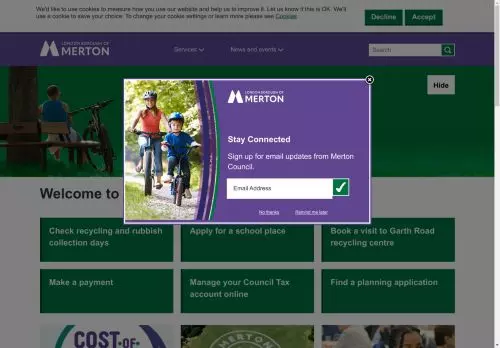 We'd like to use cookies to measure how you use our website and help us to improve it. Let us know if this is OK. We'll
use a cookie to save your choice. To change your cookie settings or learn more please see Cookies
Decline
Accept
LONDON BOROUGH OF
MERTON
Services
News and events
Search
Hide
LONDON BOROUGH OF
MERTON
Stay Connected
Sign up for email updates from Merton
Council.
Email Address
No thanks
Remind me later
Welcome to
Check recycling and rubbish
collection days
Apply for a school place
Book a visit to Garth Road
recycling centre
Make a payment
Manage your Council Tax
account online
Find a planning application
COST-OF-
MERTON